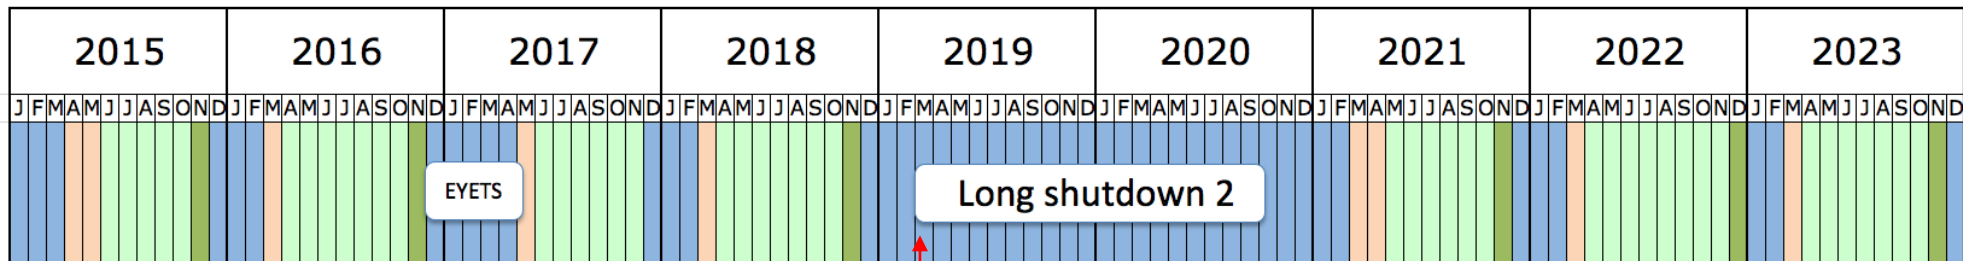 2015 2016 2017 2018 2019 2020 2021 2022 2023
J F M A M J J A S O N D J F M A M J J A S O N D J F M A M J J A S O N D J F M A M J J A S O N D J F M A M J J A S O N D J F M A M J J A S O N D J F M A M J J A S O N D J F M A M J J A S O N D J F M A M J J A S O N D
EYETS Long shutdown 2